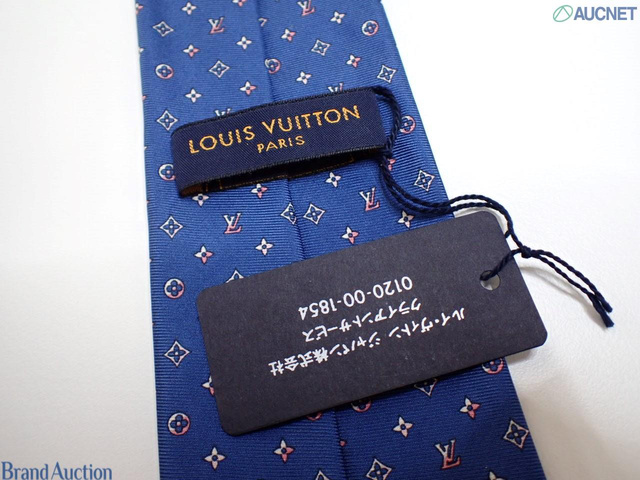 AUCNET
LOUIS VUITTON
PARIS
ルイ・ヴィトン ジャパン株式会社
クライアントサービス
0120-00-1854
Brand Auction